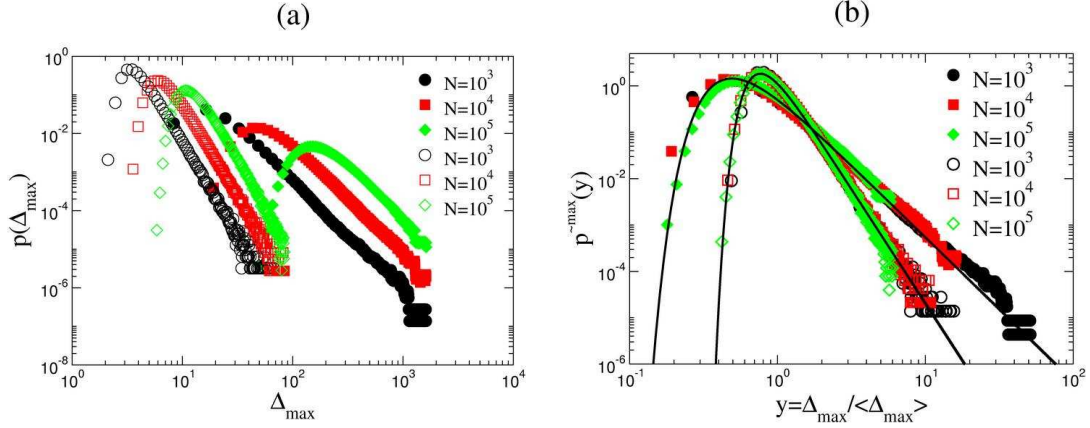 (a)
10^0
10^-2
10^-4
10^-6
10^-8
p(Δ_max)
N=10^3
N=10^4
N=10^5
N=10^3
N=10^4
N=10^5
10^0 10^1 10^2 10^3 10^4
Δ_max
(b)
10^0
10^-2
10^-4
10^-6
p^~max(y)
N=10^3
N=10^4
N=10^5
N=10^3
N=10^4
N=10^5
10^-1 10^0 10^1 10^2
y=Δ_max/<Δ_max>